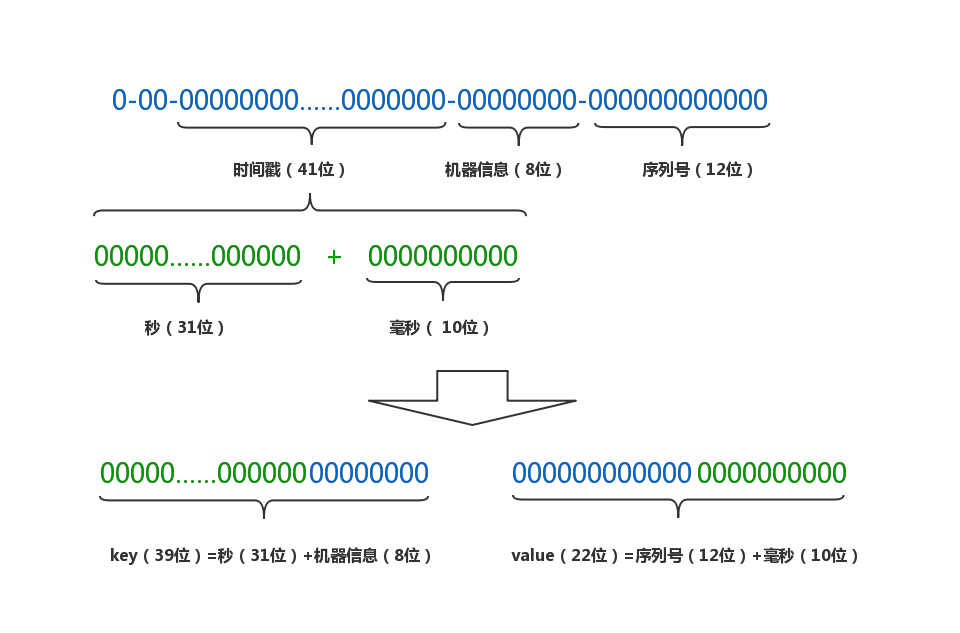 0-00-00000000......0000000-00000000-000000000000
时间戳（41位） 机器信息（8位） 序列号（12位）
00000......000000 + 0000000000
秒（31位） 毫秒（ 10位）
00000......00000000000000 000000000000 0000000000
key（39位）=秒（31位）+机器信息（8位） value（22位）=序列号（12位）+毫秒（10位）